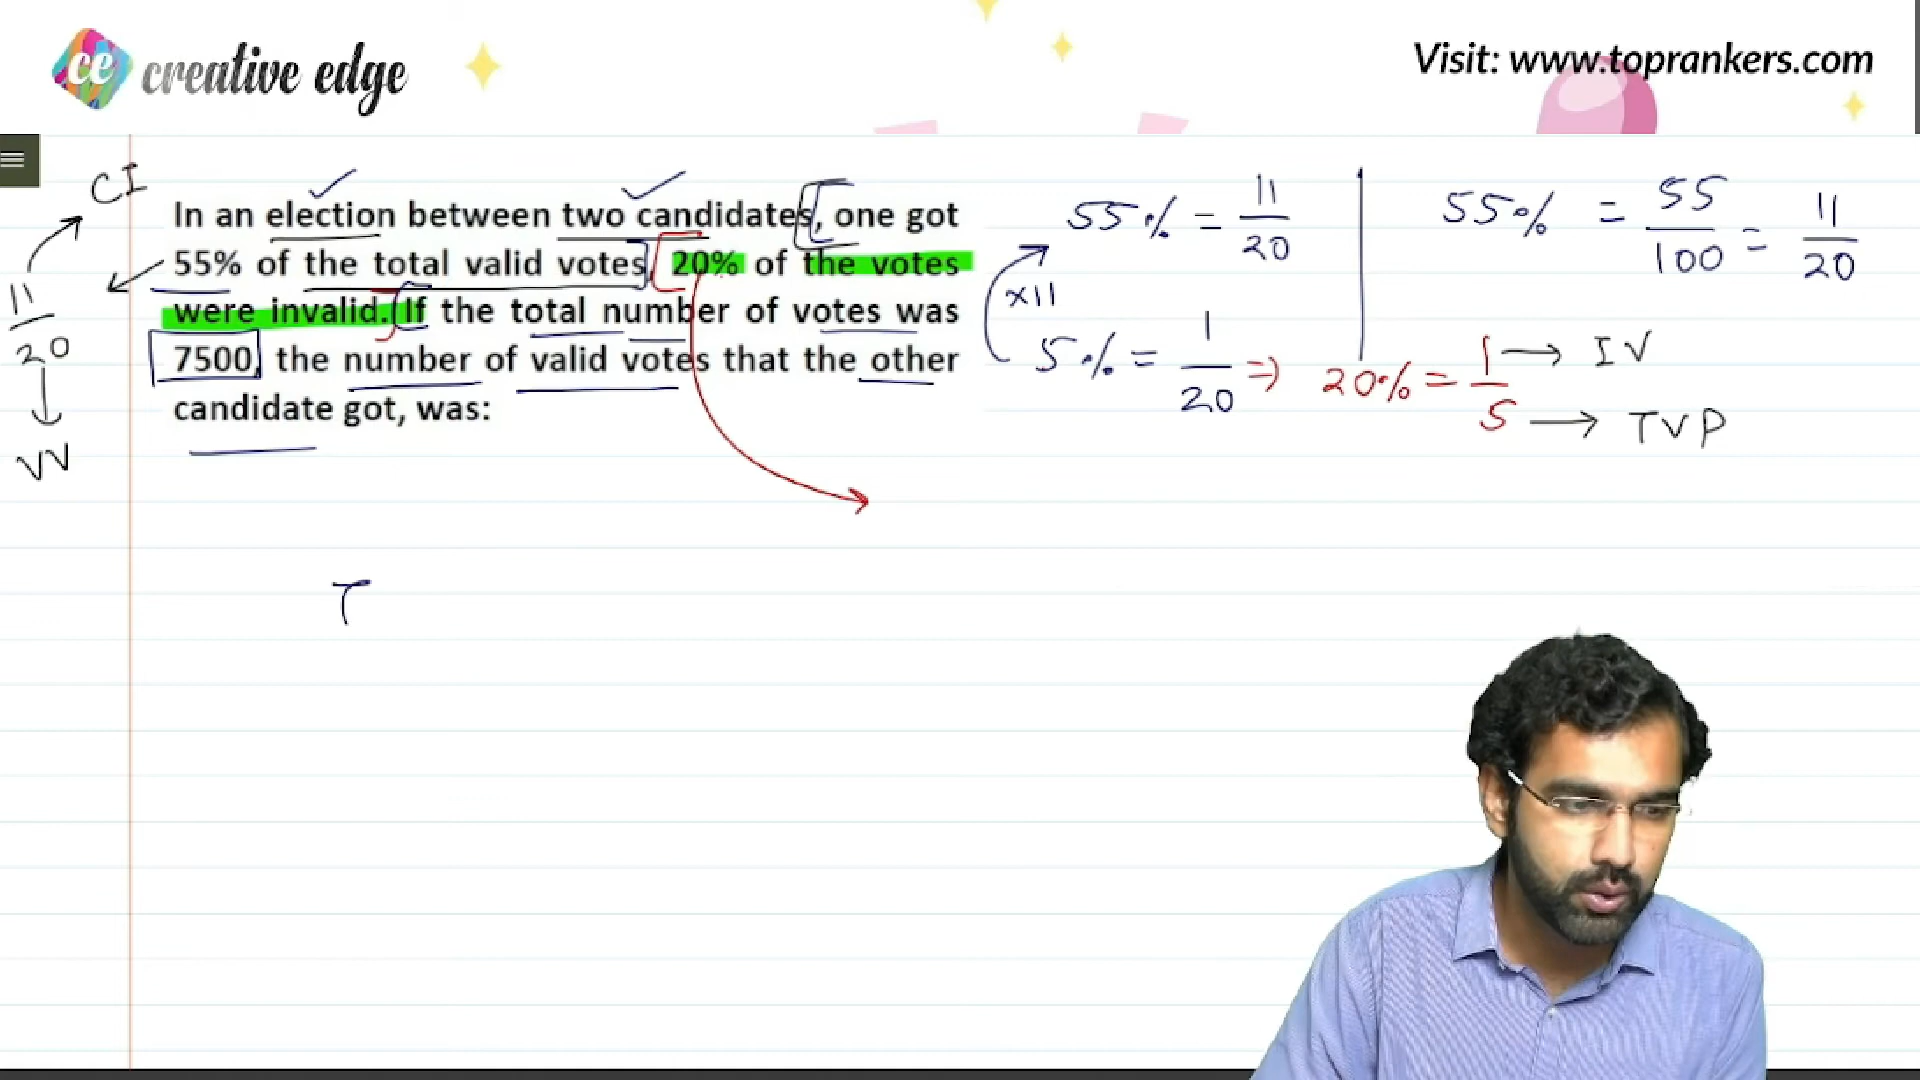 ce creative edge
Visit: www.toprankers.com
CI
In an election between two candidates, one got
55% of the total valid votes, 20% of the votes
were invalid. If the total number of votes was
7500, the number of valid votes that the other
candidate got, was:
11
20
VV
55% = 11/20
×11
5% = 1/20 ⇒ 20% = 1/5 → IV
→ TVP
55% = 55/100 = 11/20
T